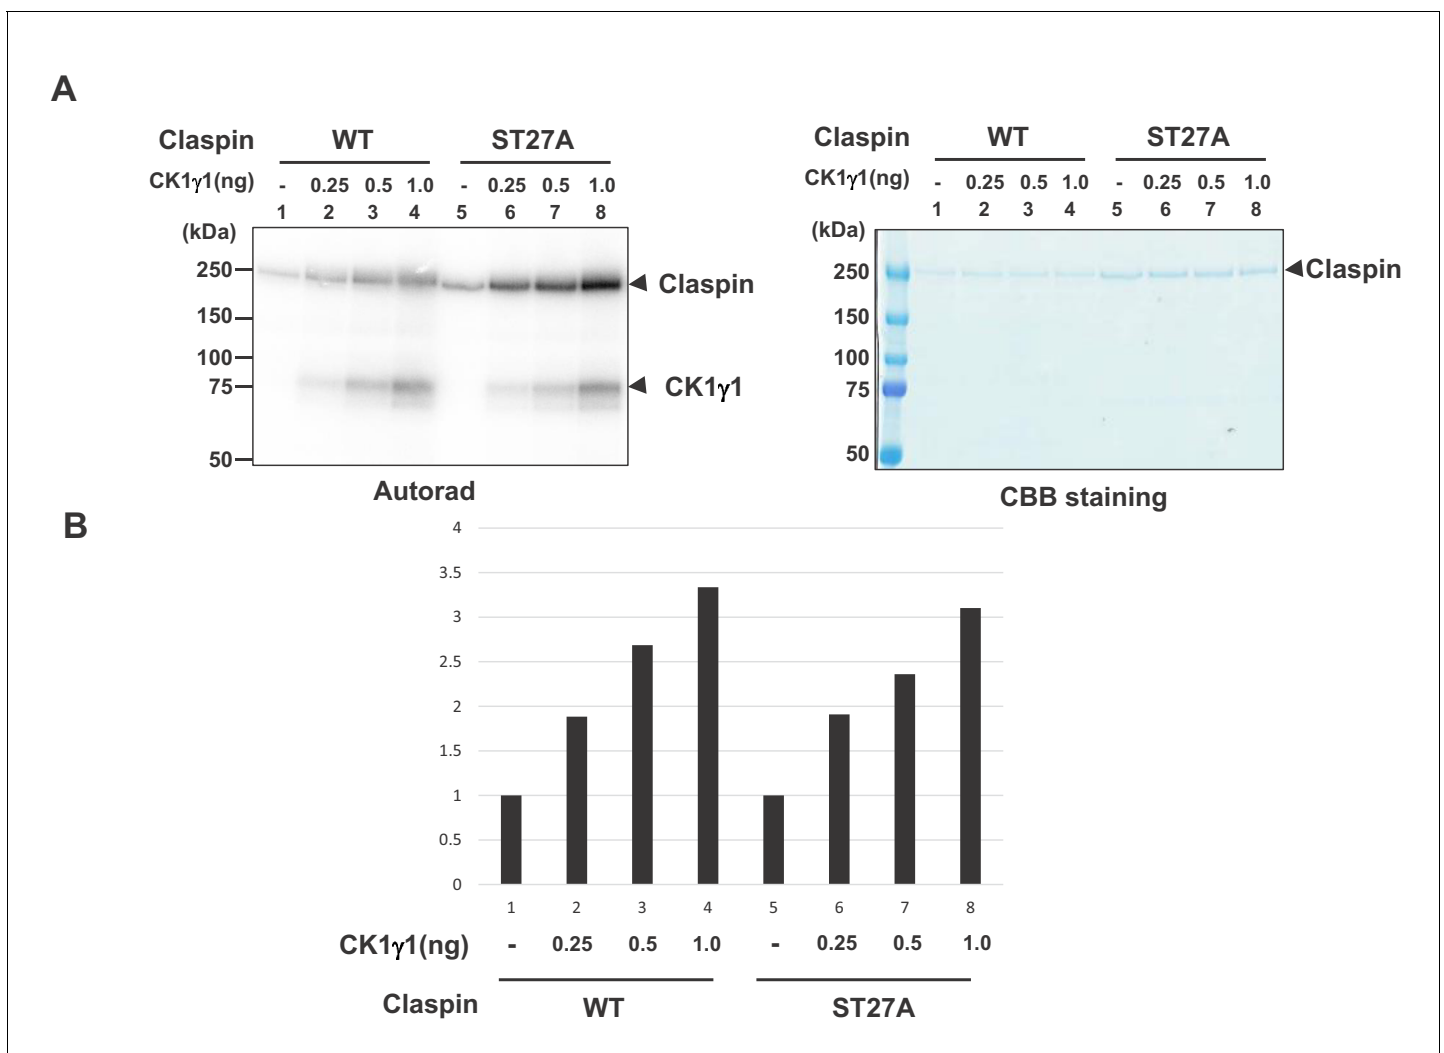 A
Claspin WT ST27A
CK1γ1(ng) - 0.25 0.5 1.0 - 0.25 0.5 1.0
1 2 3 4 5 6 7 8
(kDa)
250
150
100
75
50
Claspin
CK1γ1
Autorad
Claspin WT ST27A
CK1γ1(ng) - 0.25 0.5 1.0 - 0.25 0.5 1.0
1 2 3 4 5 6 7 8
(kDa)
250
150
100
75
50
Claspin
CBB staining
B
4
3.5
3
2.5
2
1.5
1
0.5
0
1 2 3 4 5 6 7 8
CK1γ1(ng) - 0.25 0.5 1.0 - 0.25 0.5 1.0
Claspin WT ST27A